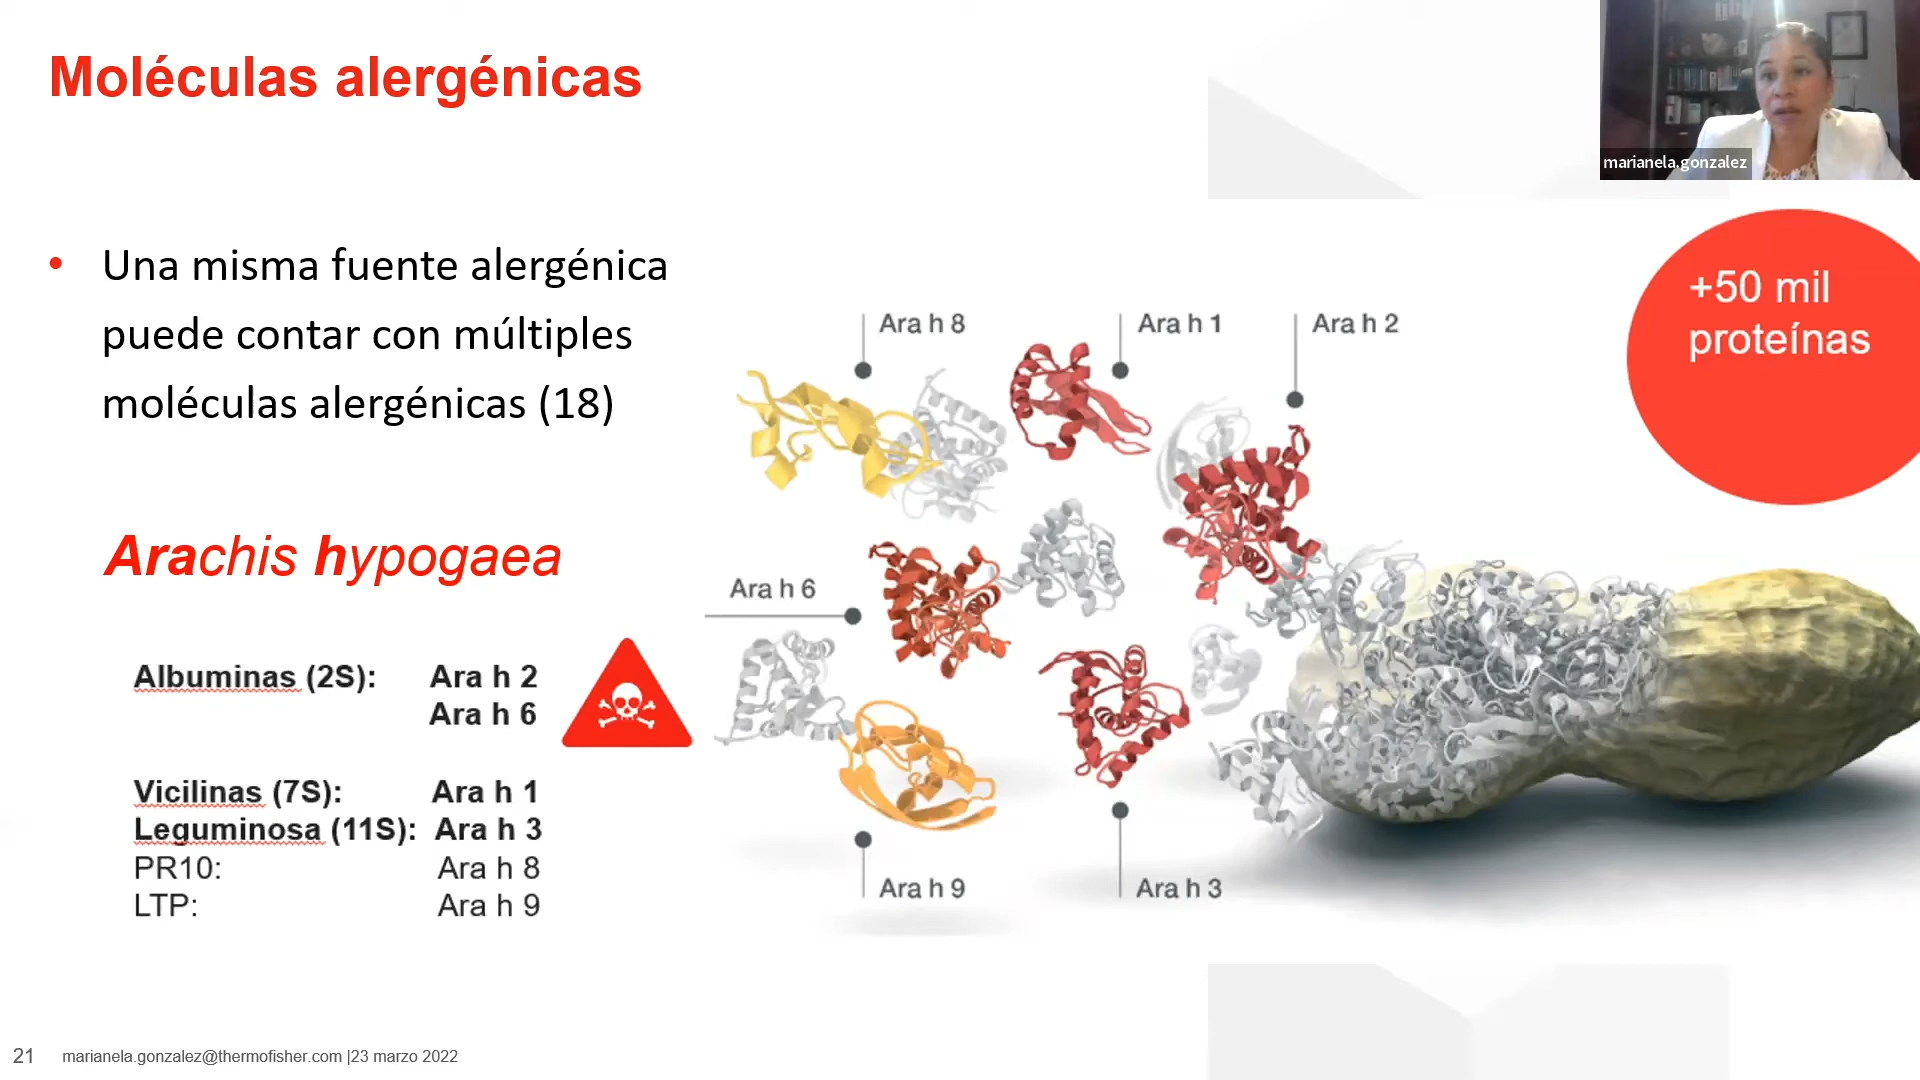 Moléculas alergénicas
marianela.gonzalez
• Una misma fuente alergénica
puede contar con múltiples
moléculas alergénicas (18)
+50 mil
proteínas
Ara h 8
Ara h 1
Ara h 2
Arachis hypogaea
Ara h 6
Albuminas (2S): Ara h 2
Ara h 6
Vicilinas (7S): Ara h 1
Leguminosa (11S): Ara h 3
PR10: Ara h 8
LTP: Ara h 9
Ara h 9
Ara h 3
21 marianela.gonzalez@thermofisher.com |23 marzo 2022